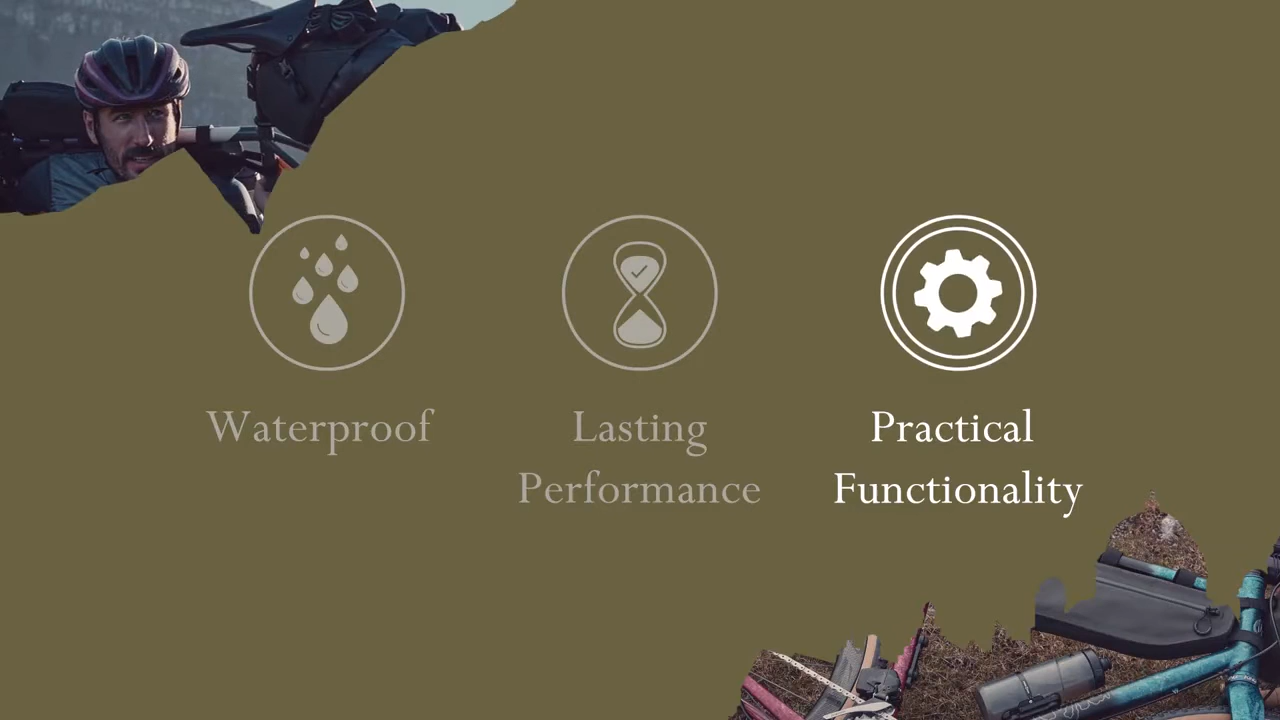 Waterproof
Lasting
Performance
Practical
Functionality